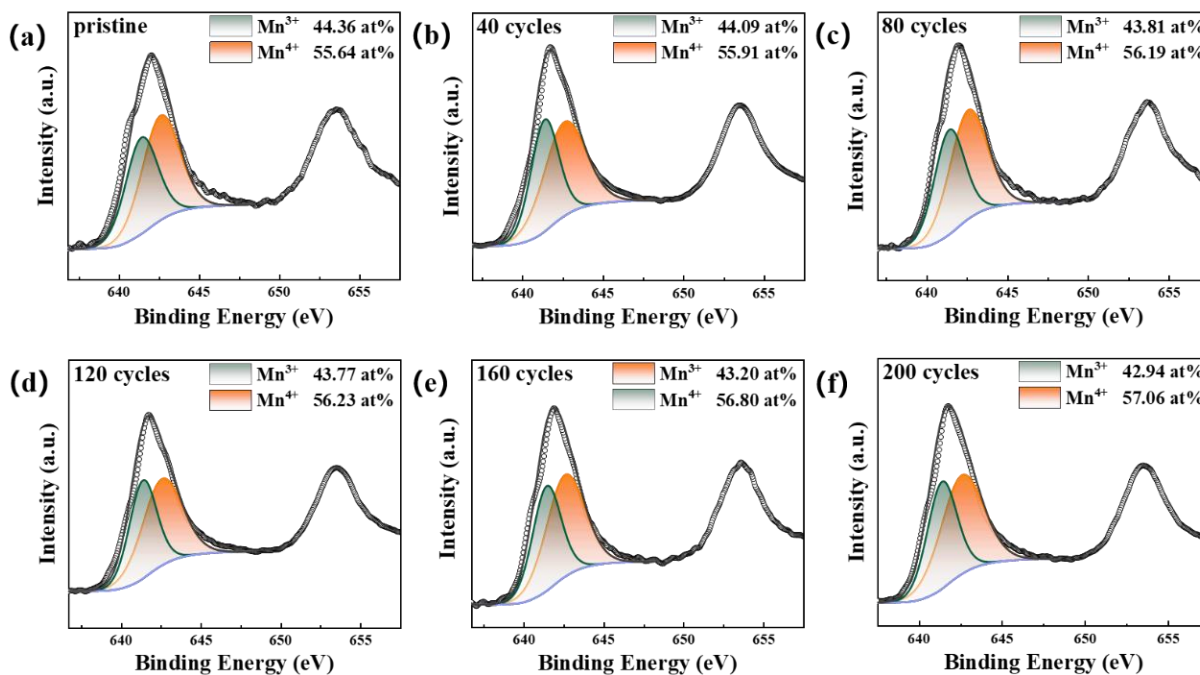 (a) pristine Mn³⁺ 44.36 at%
Mn⁴⁺ 55.64 at%
Intensity (a.u.)
640 645 650 655
Binding Energy (eV)
(b) 40 cycles Mn³⁺ 44.09 at%
Mn⁴⁺ 55.91 at%
Intensity (a.u.)
640 645 650 655
Binding Energy (eV)
(c) 80 cycles Mn³⁺ 43.81 at%
Mn⁴⁺ 56.19 at%
Intensity (a.u.)
640 645 650 655
Binding Energy (eV)
(d) 120 cycles Mn³⁺ 43.77 at%
Mn⁴⁺ 56.23 at%
Intensity (a.u.)
640 645 650 655
Binding Energy (eV)
(e) 160 cycles Mn³⁺ 43.20 at%
Mn⁴⁺ 56.80 at%
Intensity (a.u.)
640 645 650 655
Binding Energy (eV)
(f) 200 cycles Mn³⁺ 42.94 at%
Mn⁴⁺ 57.06 at%
Intensity (a.u.)
640 645 650 655
Binding Energy (eV)